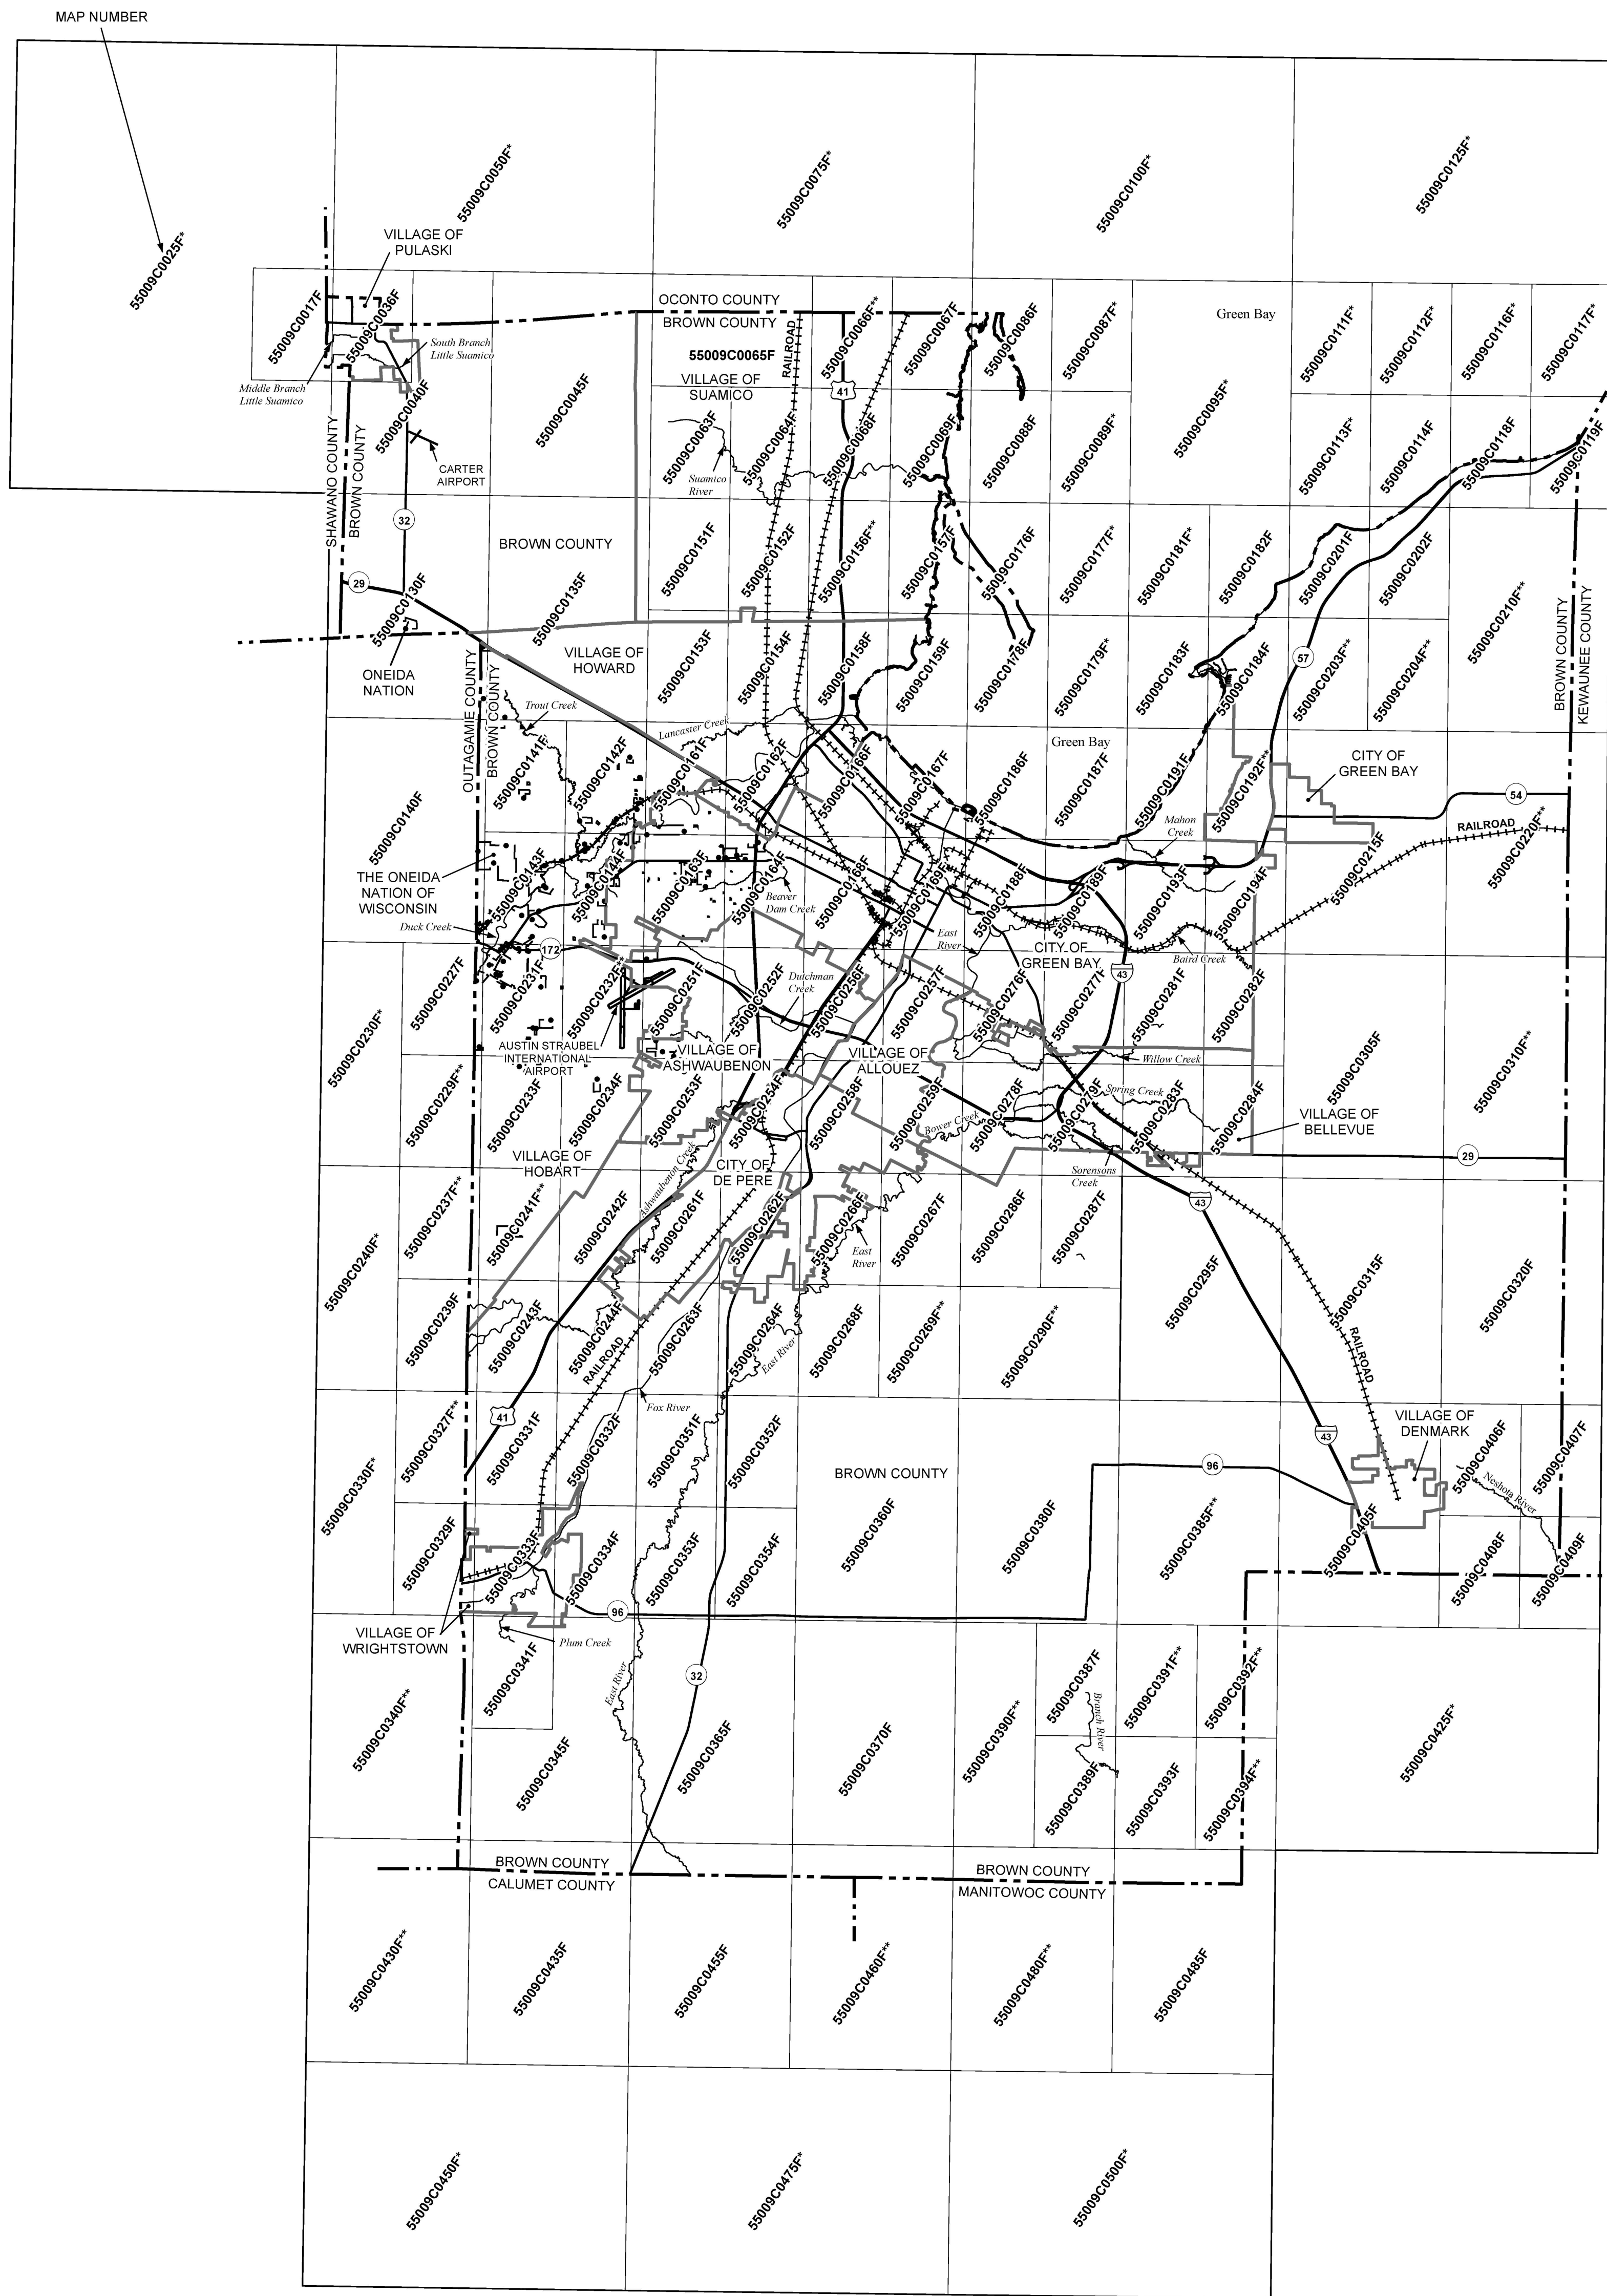 MAP NUMBER
55009C0025F*
55009C0050F*
55009C0075F*
55009C0100F*
55009C0125F*
VILLAGE OF
PULASKI
55009C0017F
55009C0036F
South Branch
Little Suamico
Middle Branch
Little Suamico
55009C0040F
55009C0045F
CARTER
AIRPORT
SHAWANO COUNTY
BROWN COUNTY
32
29
OCONTO COUNTY
BROWN COUNTY
55009C0065F
VILLAGE OF
SUAMICO
RAILROAD
41
55009C0066F**
55009C0067F
55009C0086F
55009C0087F*
Green Bay
55009C0095F*
55009C0111F*
55009C0112F*
55009C0116F*
55009C0117F*
55009C0063F
55009C0064F
55009C0068F
55009C0069F
55009C0088F
55009C0089F*
55009C0113F*
55009C0114F
55009C0118F
55009C0119F
Suamico
River
BROWN COUNTY
55009C0130F
55009C0135F
55009C0151F
55009C0152F
55009C0156F**
55009C0157F
55009C0176F
55009C0177F*
55009C0181F*
55009C0182F
55009C0201F
55009C0202F
55009C0210F**
BROWN COUNTY
KEWAUNEE COUNTY
ONEIDA
NATION
VILLAGE OF
HOWARD
55009C0153F
55009C0154F
55009C0158F
55009C0159F
55009C0178F
55009C0179F*
55009C0183F
55009C0184F
57
55009C0203F**
55009C0204F**
OUTAGAMIE COUNTY
BROWN COUNTY
Trout Creek
Lancaster Creek
55009C0140F
55009C0141F
55009C0142F
55009C0161F
55009C0162F
55009C0166F
55009C0167F
55009C0186F
Green Bay
55009C0187F
55009C0191F
55009C0192F**
CITY OF
GREEN BAY
54
RAILROAD
55009C0220F**
Mahon
Creek
THE ONEIDA
NATION OF
WISCONSIN
Duck Creek
55009C0143F
55009C0144F
55009C0163F
55009C0164F
Beaver
Dam Creek
55009C0168F
55009C0169F
55009C0188F
55009C0189F
55009C0193F
55009C0194F
55009C0215F
East
River
CITY OF
GREEN BAY
43
Baird Creek
172
55009C0230F*
55009C0227F
55009C0231F
55009C0232F**
55009C0251F
55009C0252F
Dutchman
Creek
55009C0256F
55009C0257F
55009C0276F
55009C0277F
55009C0281F
55009C0282F
55009C0305F
55009C0310F**
AUSTIN STRAUBEL
INTERNATIONAL
AIRPORT
VILLAGE OF
ASHWAUBENON
VILLAGE OF
ALLOUEZ
Willow Creek
55009C0229F**
55009C0233F
55009C0234F
55009C0253F
55009C0254F
55009C0258F
55009C0259F
55009C0278F
55009C0279F
Spring Creek
55009C0283F
55009C0284F
VILLAGE OF
BELLEVUE
Bower Creek
29
VILLAGE OF
HOBART
Ashwaubenon Creek
CITY OF
DE PERE
Sorensons
Creek
43
55009C0240F*
55009C0237F**
55009C0241F**
55009C0242F
55009C0261F
55009C0262F
55009C0266F
East
River
55009C0267F
55009C0286F
55009C0287F
55009C0295F
55009C0315F
55009C0320F
55009C0239F
55009C0243F
55009C0244F
RAILROAD
55009C0263F
55009C0264F
East River
55009C0268F
55009C0269F**
55009C0290F**
RAILROAD
Fox River
41
55009C0330F*
55009C0327F**
55009C0331F
55009C0332F
55009C0351F
55009C0352F
BROWN COUNTY
96
43
VILLAGE OF
DENMARK
55009C0406F
55009C0407F
Neshota River
55009C0329F
55009C0333F
55009C0334F
55009C0353F
55009C0354F
55009C0360F
55009C0380F
55009C0385F**
55009C0405F
55009C0408F
55009C0409F
VILLAGE OF
WRIGHTSTOWN
96
Plum Creek
55009C0341F
East River
32
55009C0340F**
55009C0345F
55009C0365F
55009C0370F
55009C0390F**
55009C0387F
Branch River
55009C0391F**
55009C0392F**
55009C0389F
55009C0393F
55009C0394F**
55009C0425F*
BROWN COUNTY
CALUMET COUNTY
BROWN COUNTY
MANITOWOC COUNTY
55009C0430F**
55009C0435F
55009C0455F
55009C0460F**
55009C0480F**
55009C0485F
55009C0450F*
55009C0475F*
55009C0500F*